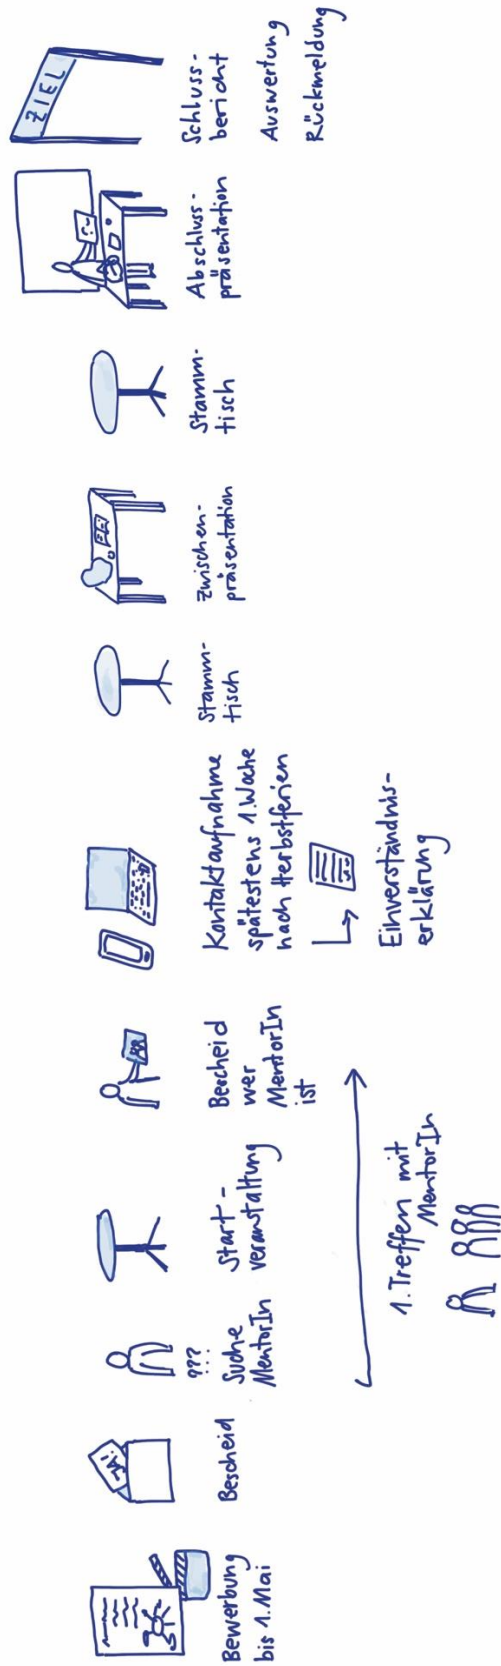 Bewerbung
bis 1. Mai
Bescheid
???
Suche
MentorIn
Start-
veranstaltung
Bescheid
wer
MentorIn
ist
1. Treffen mit
MentorIn
Kontaktaufnahme
spätestens 1. Woche
nach Herbstferien
Einverständnis-
erklärung
Stamm-
tisch
Zwischen-
präsentation
Stamm-
tisch
Abschluss-
präsentation
ZIEL
Schluss-
bericht
Auswertung
Rückmeldung